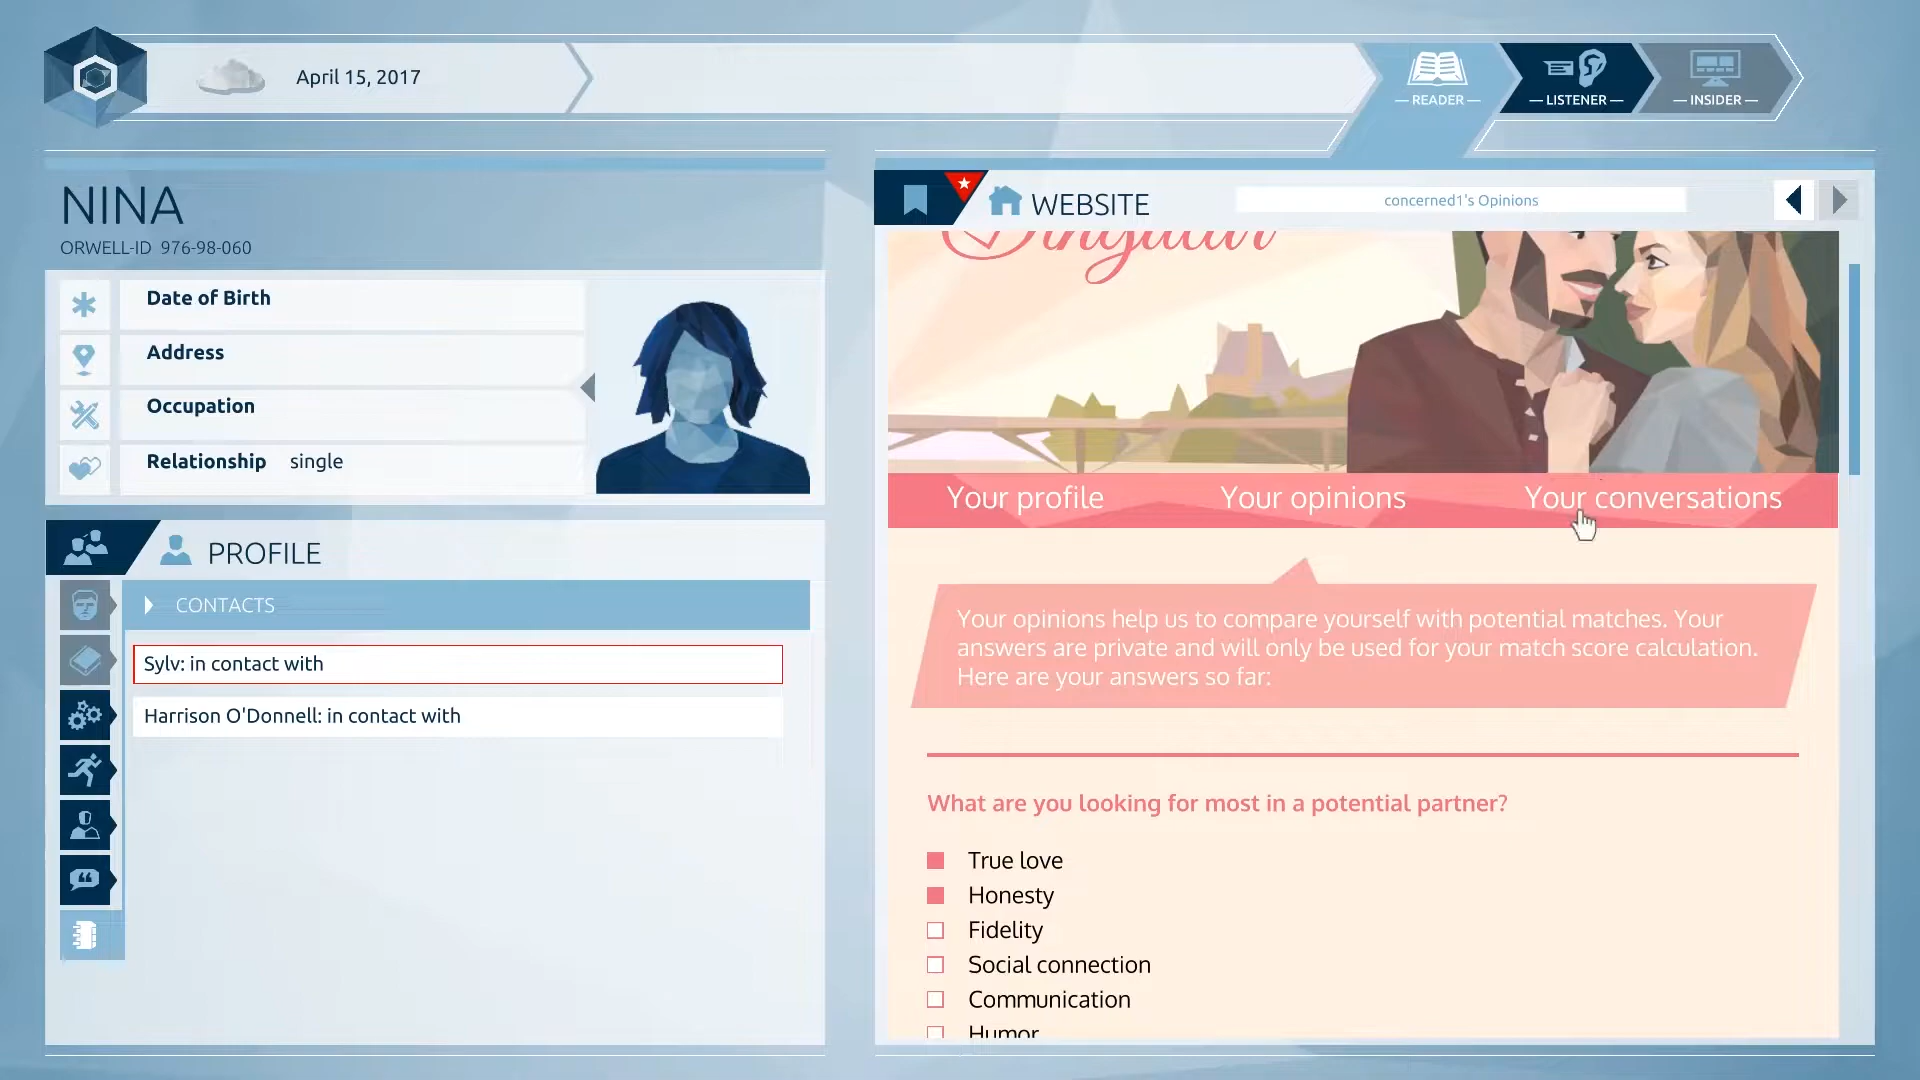 April 15, 2017
READER
LISTENER
INSIDER
NINA
ORWELL-ID 976-98-060
Date of Birth
Address
Occupation
Relationship single
PROFILE
CONTACTS
Sylv: in contact with
Harrison O'Donnell: in contact with
WEBSITE
concerned1's Opinions
Singular
Your profile
Your opinions
Your conversations
Your opinions help us to compare yourself with potential matches. Your
answers are private and will only be used for your match score calculation.
Here are your answers so far:
What are you looking for most in a potential partner?
True love
Honesty
Fidelity
Social connection
Communication
Humor